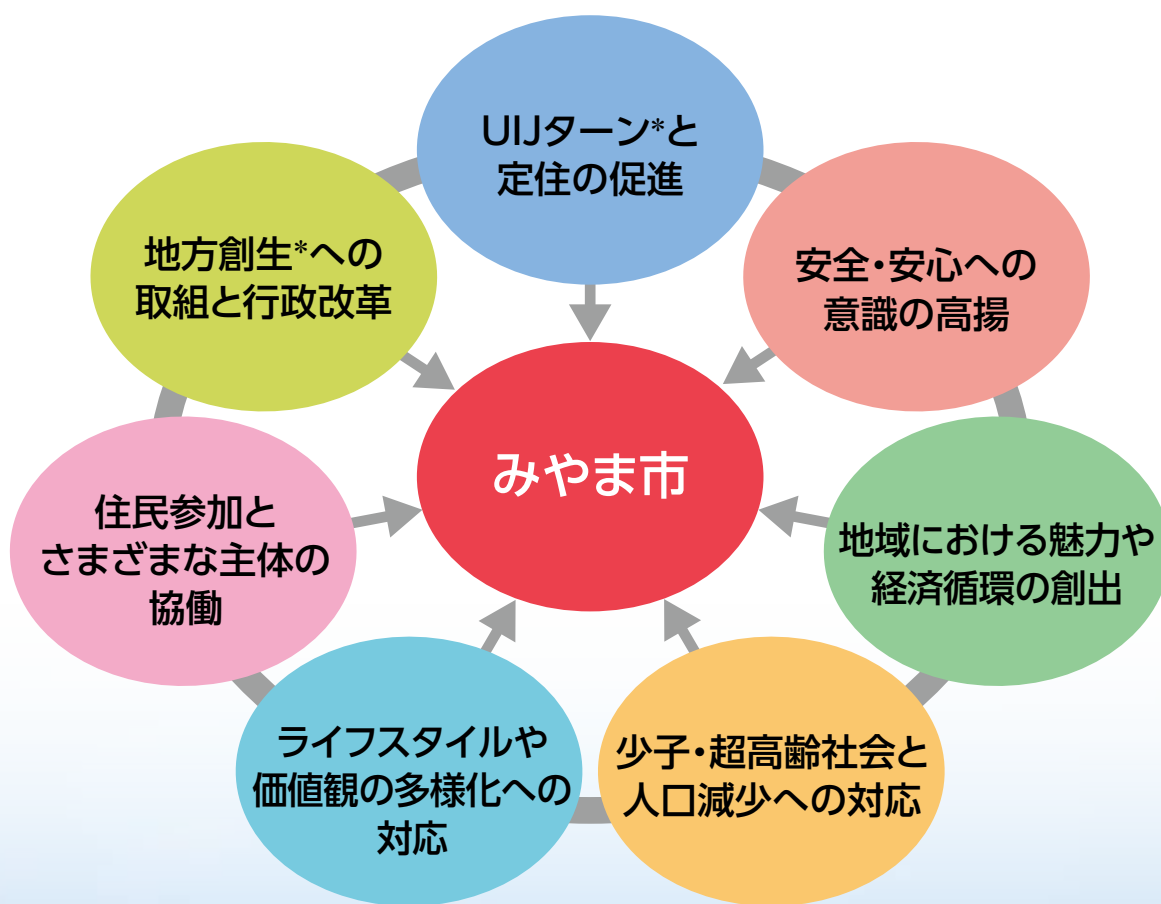 UIJターン*と
定住の促進
安全・安心への
意識の高揚
地域における魅力や
経済循環の創出
少子・超高齢社会と
人口減少への対応
ライフスタイルや
価値観の多様化への
対応
住民参加と
さまざまな主体の
協働
地方創生*への
取組と行政改革
みやま市